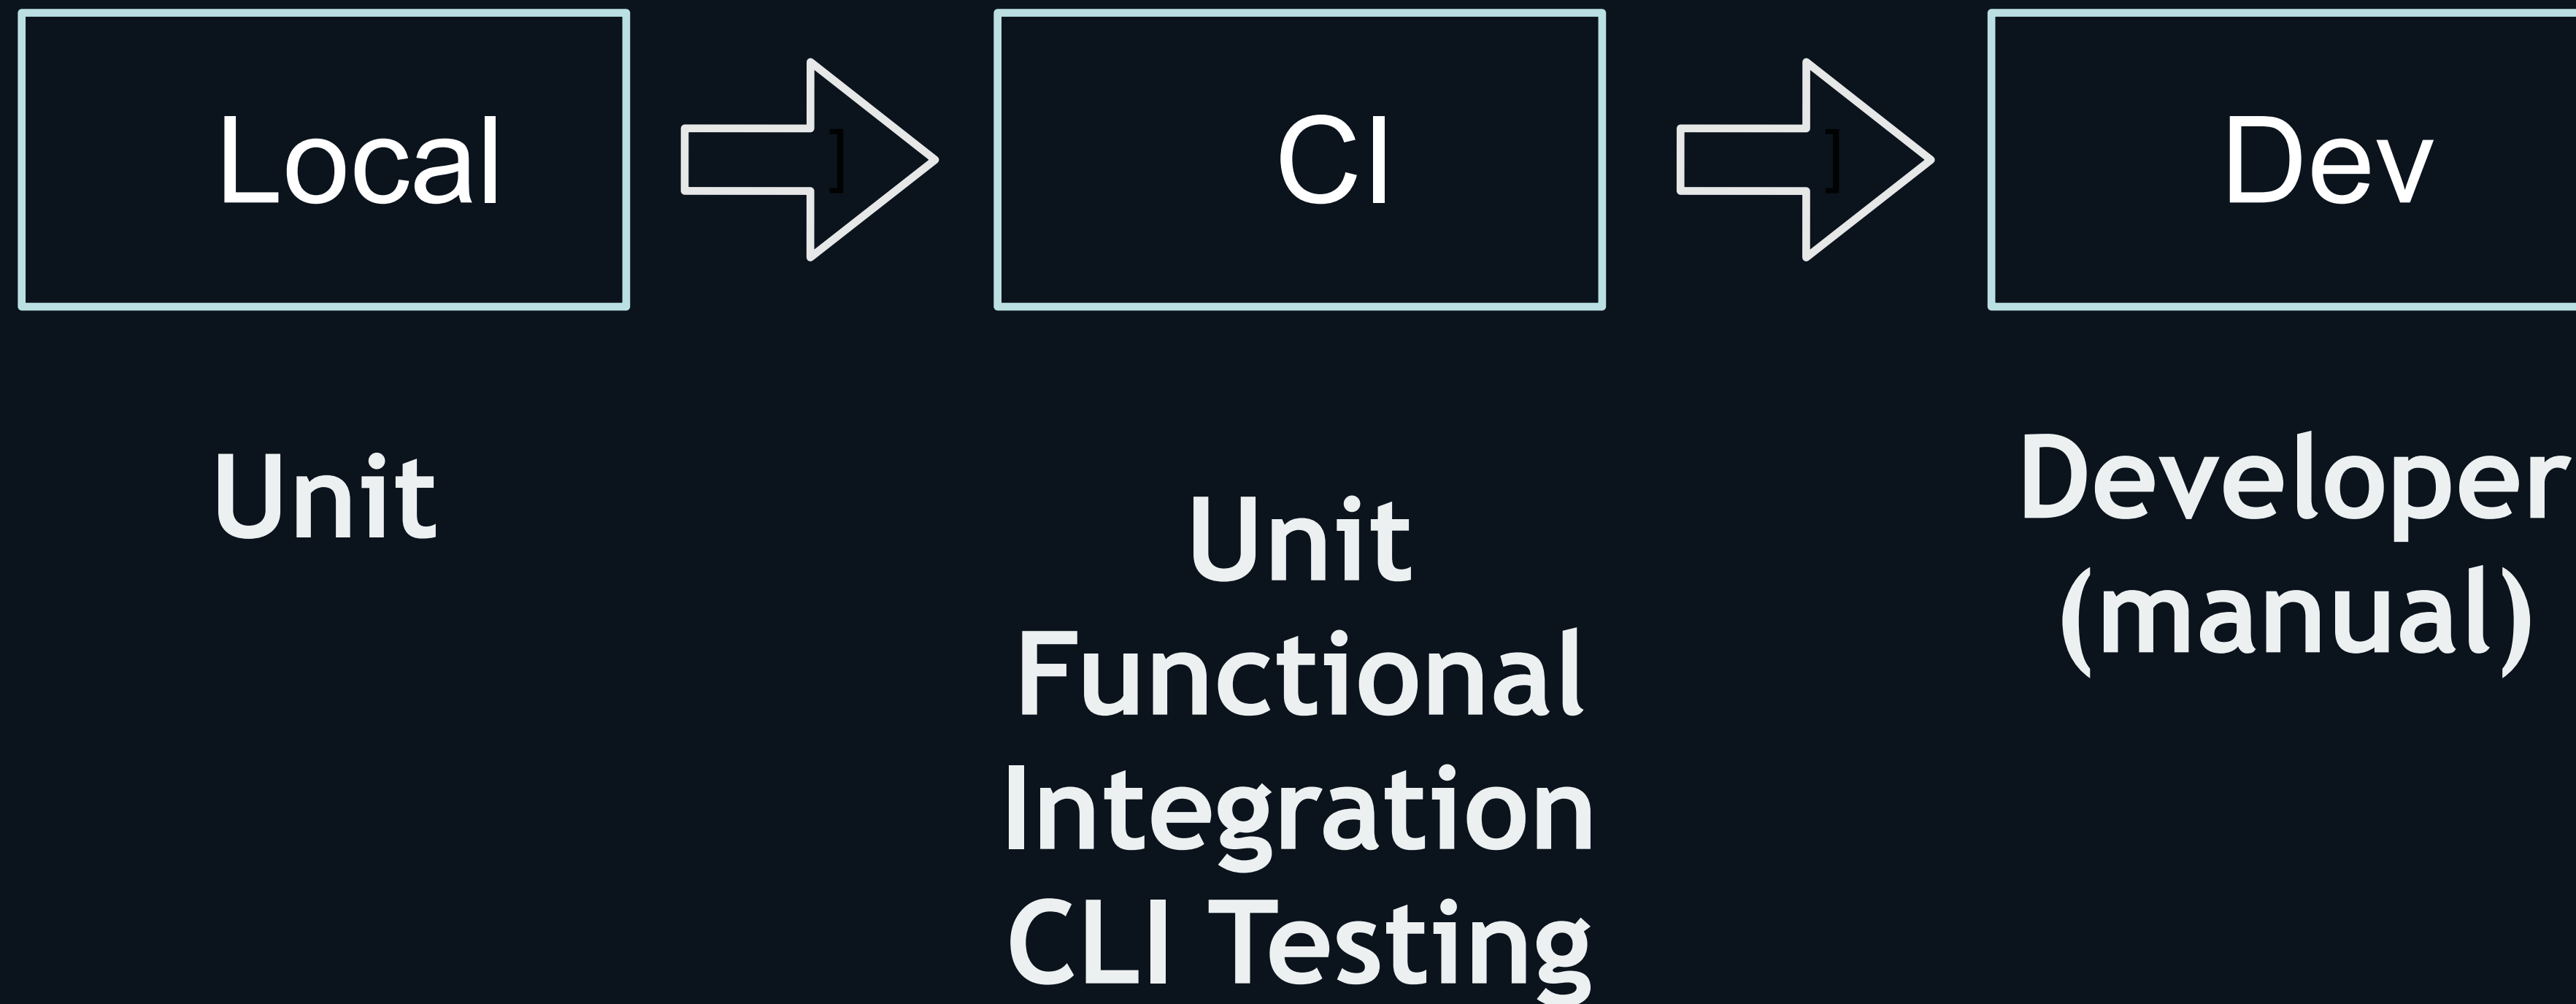 Local
]
CI
]
Dev
Unit
Unit
Functional
Integration
CLI Testing
Developer
(manual)